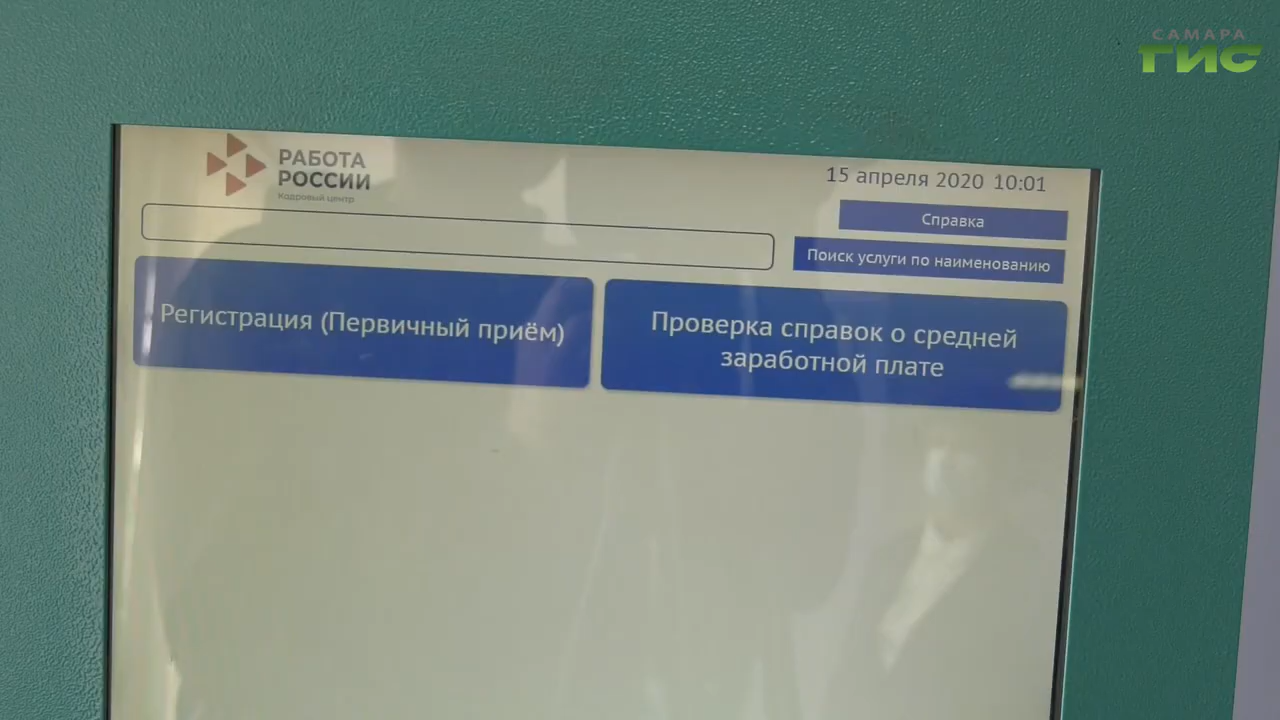 САМАРА
ГИС
РАБОТА
РОССИИ
Кадровый центр
15 апреля 2020 10:01
Справка
Поиск услуги по наименованию
Регистрация (Первичный приём)
Проверка справок о средней
заработной плате